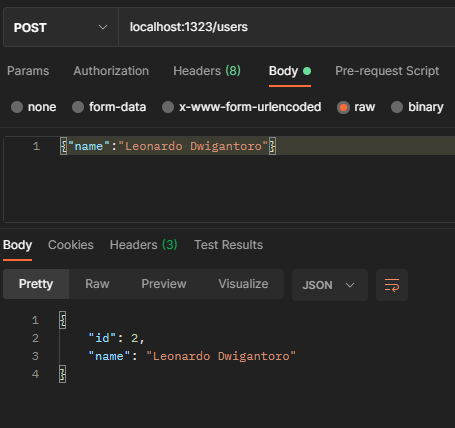 POST localhost:1323/users
Params Authorization Headers (8) Body Pre-request Script
none form-data x-www-form-urlencoded raw binary
1 {"name":"Leonardo Dwigantoro"}
Body Cookies Headers (3) Test Results
Pretty Raw Preview Visualize JSON
1 {
2 "id": 2,
3 "name": "Leonardo Dwigantoro"
4 }